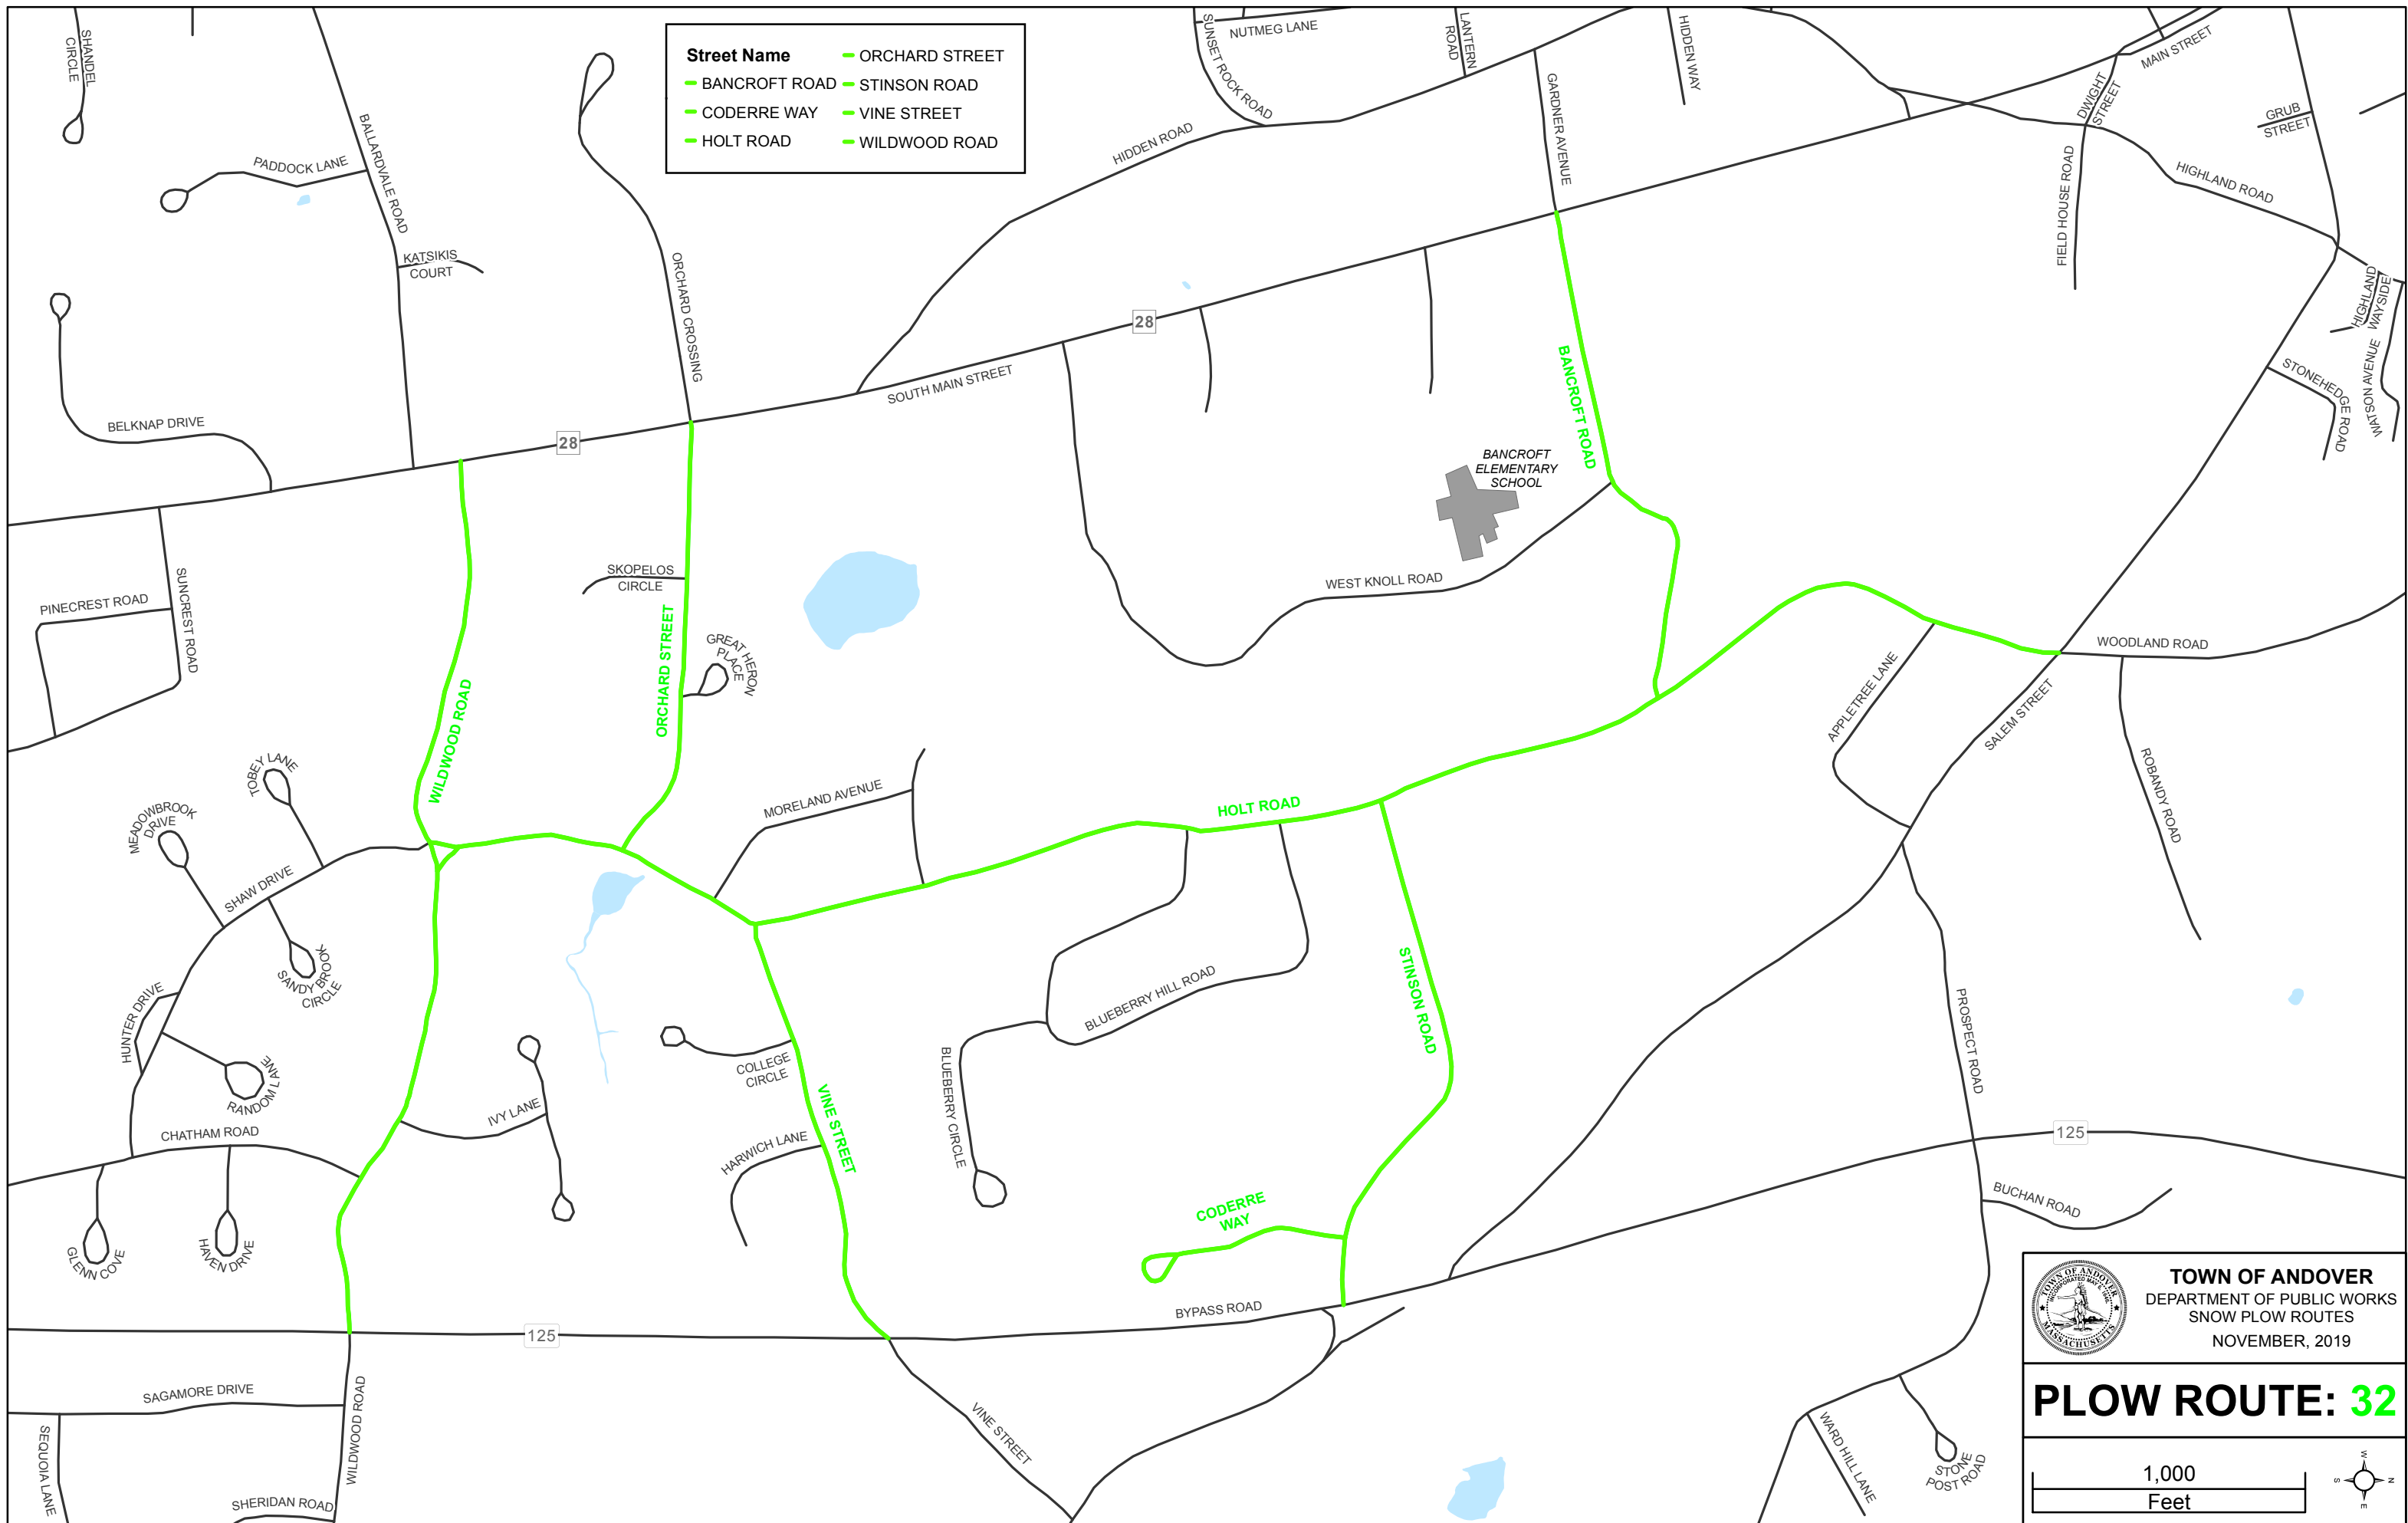 Street Name
BANCROFT ROAD
CODERRE WAY
HOLT ROAD
ORCHARD STREET
STINSON ROAD
VINE STREET
WILDWOOD ROAD
SHANDEL
CIRCLE
BALLARDVALE ROAD
PADDOCK LANE
KATSIKIS
COURT
BELKNAP DRIVE
ORCHARD CROSSING
28
28
SOUTH MAIN STREET
HIDDEN ROAD
SUNSET ROCK ROAD
NUTMEG LANE
LANTERN
ROAD
GARDNER AVENUE
HIDDEN WAY
MAIN STREET
DWIGHT
STREET
GRUB
STREET
FIELD HOUSE ROAD
HIGHLAND ROAD
HIGHLAND
WAYSIDE
WATSON AVENUE
STONEHEDGE ROAD
BANCROFT ROAD
BANCROFT
ELEMENTARY
SCHOOL
WEST KNOLL ROAD
PINECREST ROAD
SUNCREST ROAD
SKOPELOS
CIRCLE
ORCHARD STREET
GREAT HERON
PLACE
WILDWOOD ROAD
TOBEY LANE
MEADOWBROOK
DRIVE
SHAW DRIVE
SANDY BROOK
CIRCLE
HUNTER DRIVE
RANDOM LANE
CHATHAM ROAD
GLENN COVE
HAVEN DRIVE
IVY LANE
MORELAND AVENUE
HOLT ROAD
COLLEGE
CIRCLE
HARWICH LANE
VINE STREET
BLUEBERRY HILL ROAD
BLUEBERRY CIRCLE
STINSON ROAD
CODERRE
WAY
APPLETREE LANE
SALEM STREET
WOODLAND ROAD
ROBANDY ROAD
PROSPECT ROAD
125
BUCHAN ROAD
BYPASS ROAD
125
SAGAMORE DRIVE
SEQUOIA LANE
WILDWOOD ROAD
SHERIDAN ROAD
VINE STREET
WARD HILL LANE
STONE
POST ROAD
TOWN OF ANDOVER
INCORPORATED MAY 6, 1646
MASSACHUSETTS
TOWN OF ANDOVER
DEPARTMENT OF PUBLIC WORKS
SNOW PLOW ROUTES
NOVEMBER, 2019
PLOW ROUTE: 32
1,000
Feet
W
S
N
E